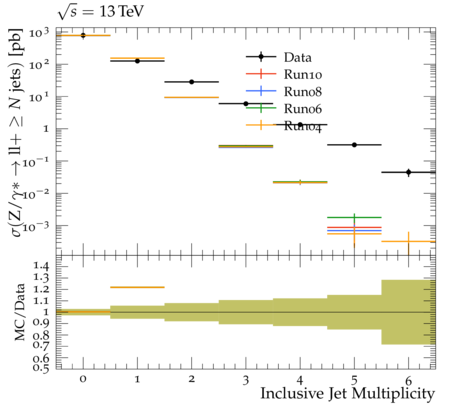 √s = 13 TeV
σ(Z/γ* → ll+ ≥ N jets) [pb]
10³
10²
10¹
1
10⁻¹
10⁻²
10⁻³
Data
Run10
Run08
Run06
Run04
MC/Data
1.4
1.3
1.2
1.1
1
0.9
0.8
0.7
0.6
0.5
0 1 2 3 4 5 6
Inclusive Jet Multiplicity